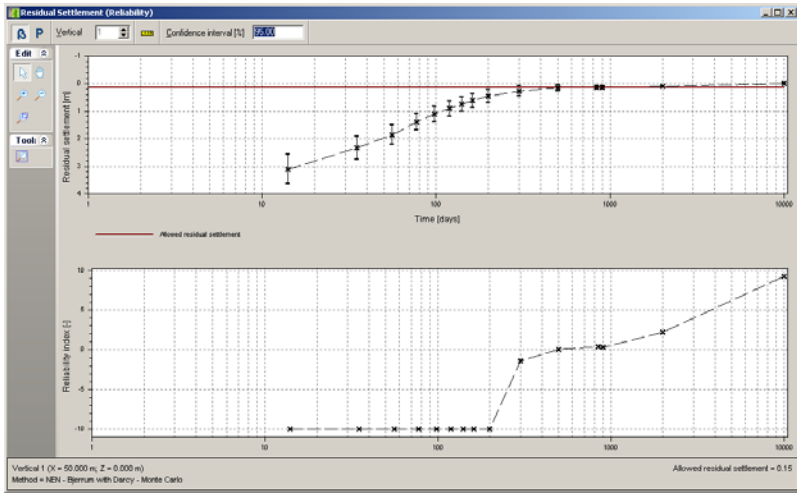 Residual Settlement (Reliability)
β P Vertical 1 Confidence interval [%] 95.00
Edit
Tools
-1
0
1
2
3
4
Residual settlement [m]
1 10 100 1000 10000
Time [days]
Allowed residual settlement
10
5
0
-5
-10
Reliability index [-]
1 10 100 1000 10000
Vertical 1 (X = 50.000 m; Z = 0.000 m)
Allowed residual settlement = 0.15
Method = NEN - Bjerrum with Darcy - Monte Carlo